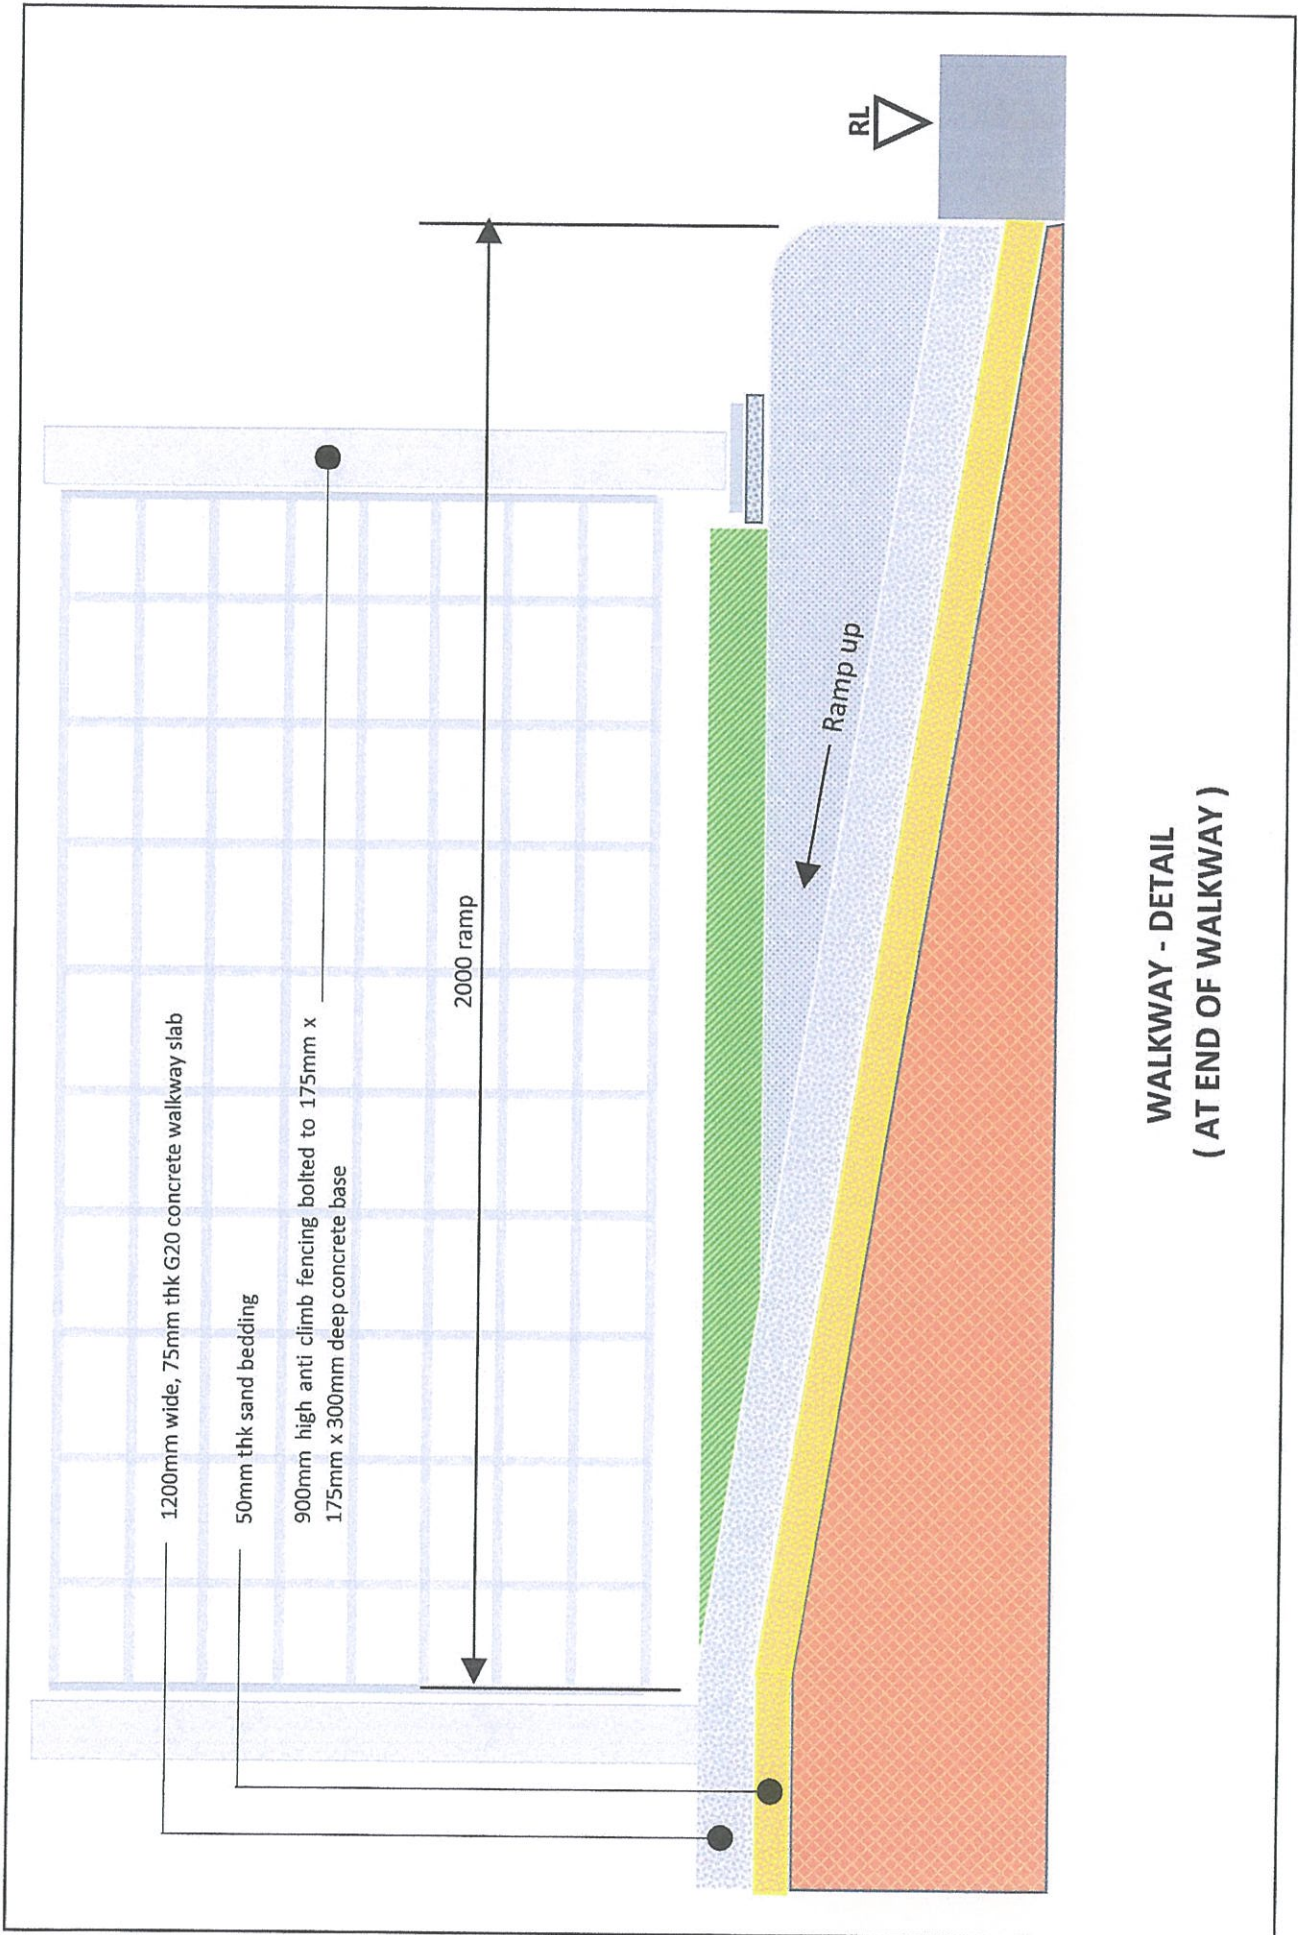 1200mm wide, 75mm thk G20 concrete walkway slab
50mm thk sand bedding
900mm high anti climb fencing bolted to 175mm x
175mm x 300mm deep concrete base
2000 ramp
Ramp up
RL
WALKWAY - DETAIL
( AT END OF WALKWAY )